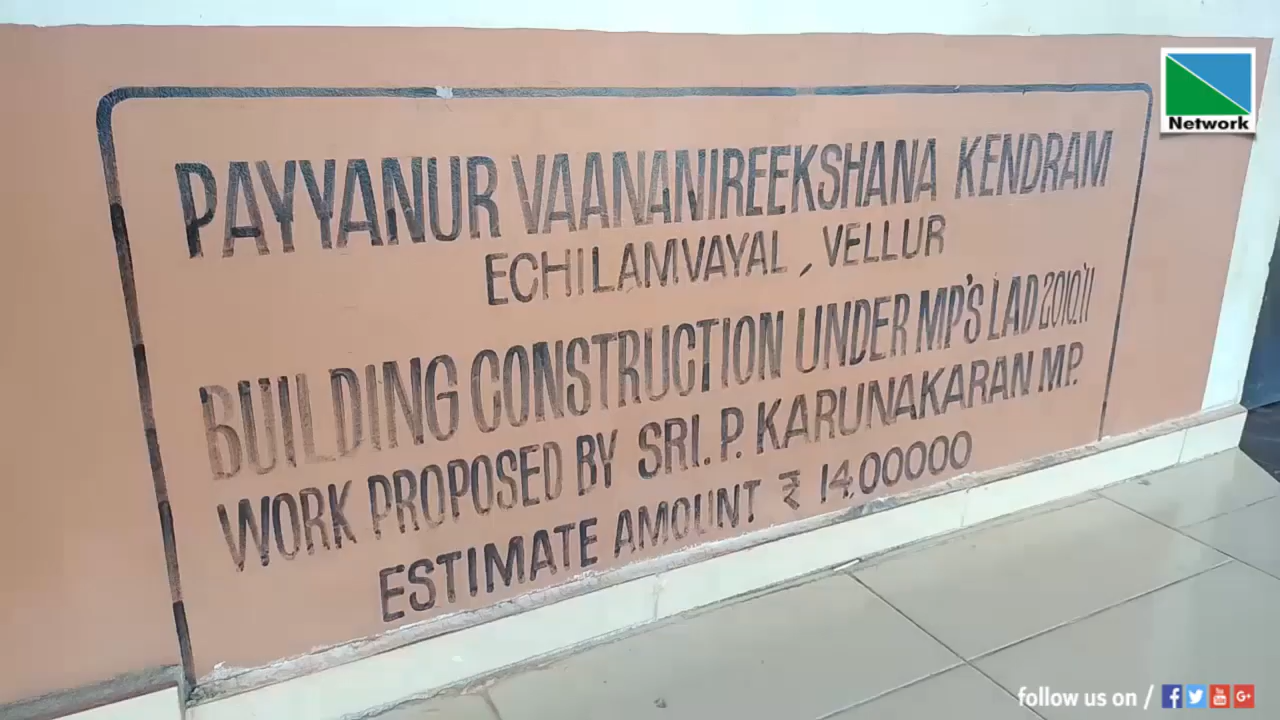 Network
PAYYANUR VAANANIREEKSHANA KENDRAM
ECHILAMVAYAL, VELLUR
BUILDING CONSTRUCTION UNDER MP'S LAD 2010'11
WORK PROPOSED BY SRI. P. KARUNAKARAN MP.
ESTIMATE AMOUNT ₹ 14,00000
follow us on /